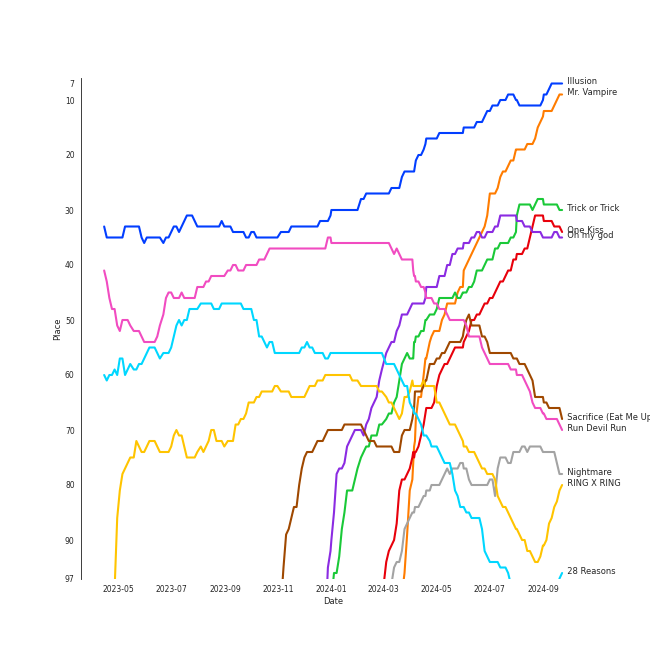 7
10
20
30
40
50
60
70
80
90
97
Place
2023-05
2023-07
2023-09
2023-11
2024-01
2024-03
2024-05
2024-07
2024-09
Date
Illusion
Mr. Vampire
Trick or Trick
One Kiss
Oh my god
Sacrifice (Eat Me Up
Run Devil Run
Nightmare
RING X RING
28 Reasons